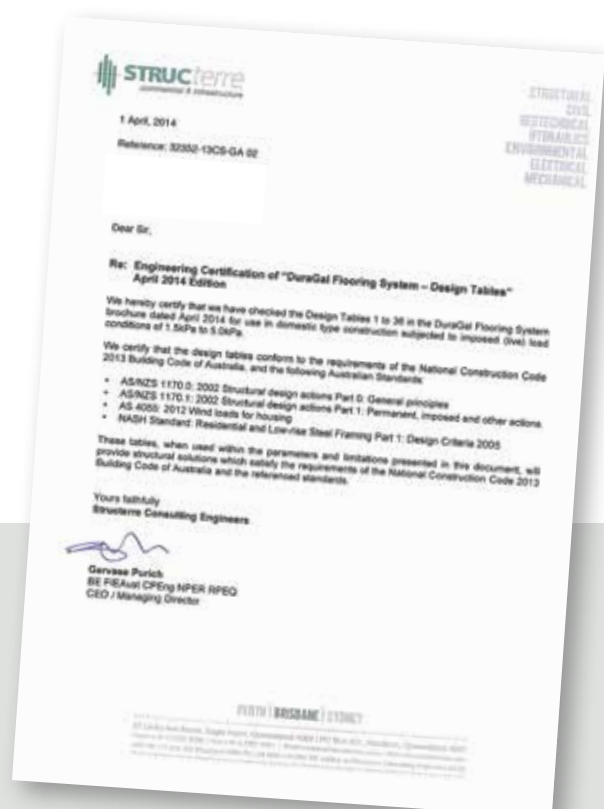 STRUCterre
commercial & infrastructure
STRUCTURAL
CIVIL
GEOTECHNICAL
HYDRAULICS
ENVIRONMENTAL
ELECTRICAL
MECHANICAL
1 April, 2014
Reference: 32352-13CS-GA 02
Dear Sir,
Re: Engineering Certification of "DuraGal Flooring System – Design Tables"
April 2014 Edition
We hereby certify that we have checked the Design Tables 1 to 36 in the DuraGal Flooring System
brochure dated April 2014 for use in domestic type construction subjected to imposed (live) load
conditions of 1.5kPa to 5.0kPa.
We certify that the design tables conform to the requirements of the National Construction Code
2013 Building Code of Australia, and the following Australian Standards:
• AS/NZS 1170.0: 2002 Structural design actions Part 0: General principles
• AS/NZS 1170.1: 2002 Structural design actions Part 1: Permanent, imposed and other actions
• AS 4055: 2012 Wind loads for housing
• NASH Standard: Residential and Low-rise Steel Framing Part 1: Design Criteria 2005
These tables, when used within the parameters and limitations presented in this document, will
provide structural solutions which satisfy the requirements of the National Construction Code 2013
Building Code of Australia and the referenced standards.
Yours faithfully
Structerre Consulting Engineers
Gervase Purich
BE FIEAust CPEng NPER RPEQ
CEO / Managing Director
PERTH | BRISBANE | SYDNEY